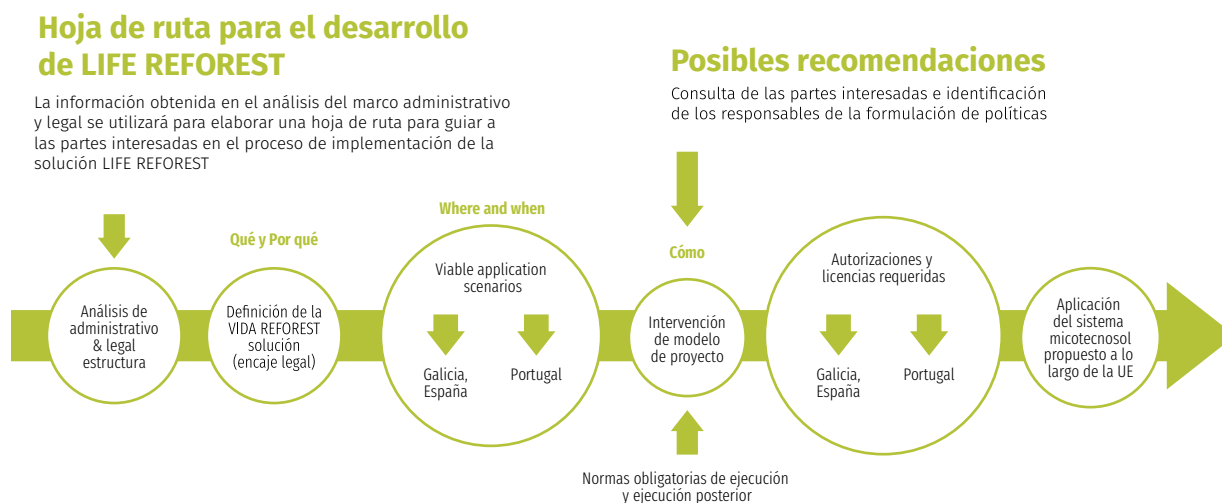 Hoja de ruta para el desarrollo
de LIFE REFOREST
La información obtenida en el análisis del marco administrativo
y legal se utilizará para elaborar una hoja de ruta para guiar a
las partes interesadas en el proceso de implementación de la
solución LIFE REFOREST
Posibles recomendaciones
Consulta de las partes interesadas e identificación
de los responsables de la formulación de políticas
Análisis de
administrativo
& legal
estructura
Qué y Por qué
Definición de la
VIDA REFOREST
solución
(encaje legal)
Where and when
Viable application
scenarios
Galicia,
España
Portugal
Cómo
Intervención
de modelo
de proyecto
Normas obligatorias de ejecución
y ejecución posterior
Autorizaciones y
licencias requeridas
Galicia,
España
Portugal
Aplicación
del sistema
micotecnosol
propuesto a lo
largo de la UE